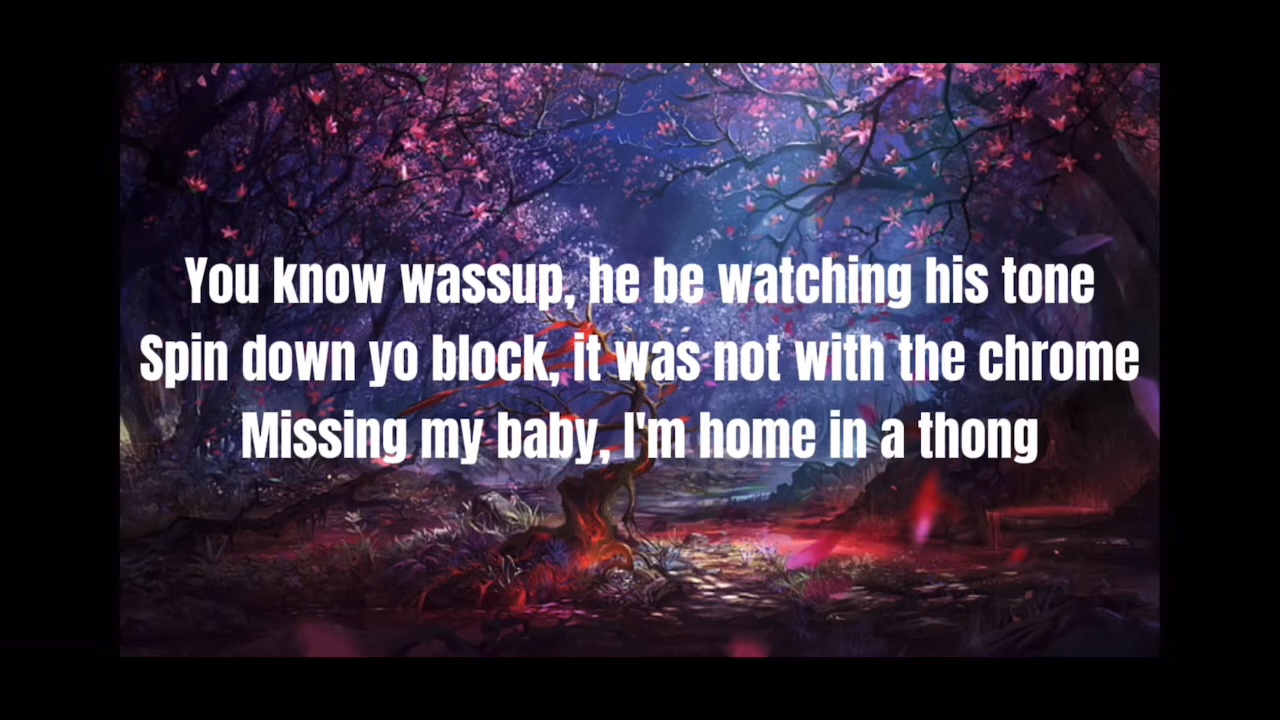 You know wassup, he be watching his tone
Spin down yo block, it was not with the chrome
Missing my baby, I'm home in a thong